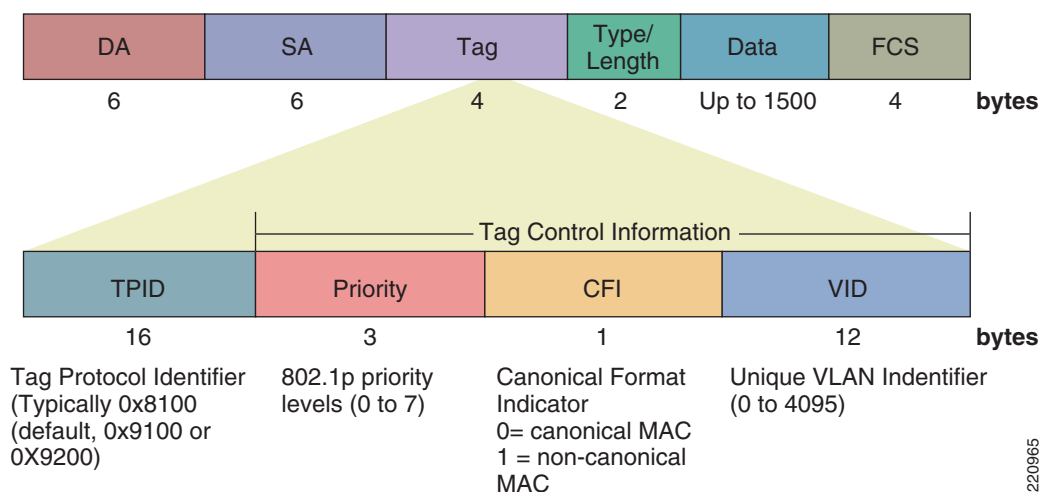 DA SA Tag Type/ Length Data FCS
6 6 4 2 Up to 1500 4 bytes
Tag Control Information
TPID Priority CFI VID
16 3 1 12 bytes
Tag Protocol Identifier
(Typically 0x8100
(default, 0x9100 or
0X9200)
802.1p priority
levels (0 to 7)
Canonical Format
Indicator
0= canonical MAC
1 = non-canonical
MAC
Unique VLAN Indentifier
(0 to 4095)
220965